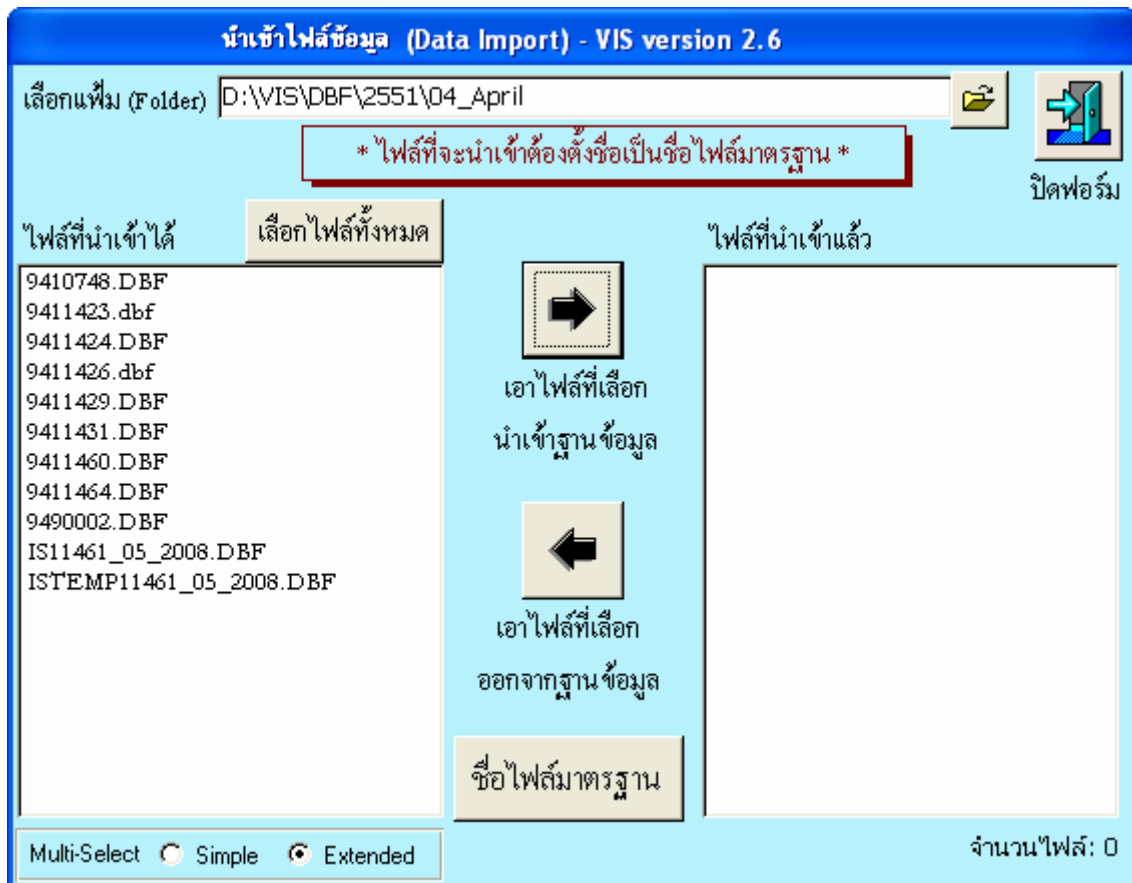 นำเข้าไฟล์ข้อมูล (Data Import) - VIS version 2.6
เลือกแฟ้ม (Folder) D:\VIS\DBF\2551\04_April
* ไฟล์ที่จะนำเข้าต้องตั้งชื่อเป็นชื่อไฟล์มาตรฐาน *
ปิดฟอร์ม
ไฟล์ที่นำเข้าได้
เลือกไฟล์ทั้งหมด
9410748.DBF
9411423.dbf
9411424.DBF
9411426.dbf
9411429.DBF
9411431.DBF
9411460.DBF
9411464.DBF
9490002.DBF
IS11461_05_2008.DBF
ISTEMP11461_05_2008.DBF
Multi-Select Simple Extended
เอาไฟล์ที่เลือก
นำเข้าฐานข้อมูล
เอาไฟล์ที่เลือก
ออกจากฐานข้อมูล
ชื่อไฟล์มาตรฐาน
ไฟล์ที่นำเข้าแล้ว
จำนวนไฟล์: 0